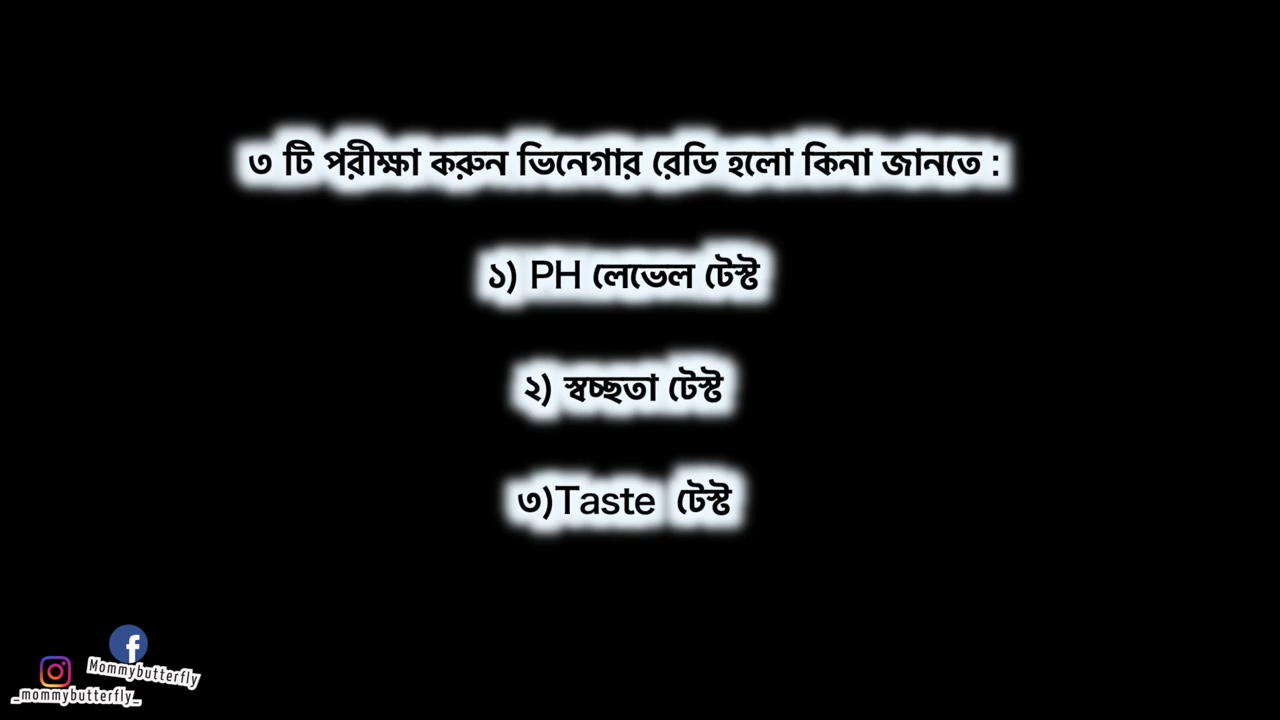 ৩ টি পরীক্ষা করুন ভিনেগার রেডি হলো কিনা জানতে :
১) PH লেভেল টেস্ট
২) স্বচ্ছতা টেস্ট
৩)Taste টেস্ট
Mommybutterfly
_mommybutterfly_